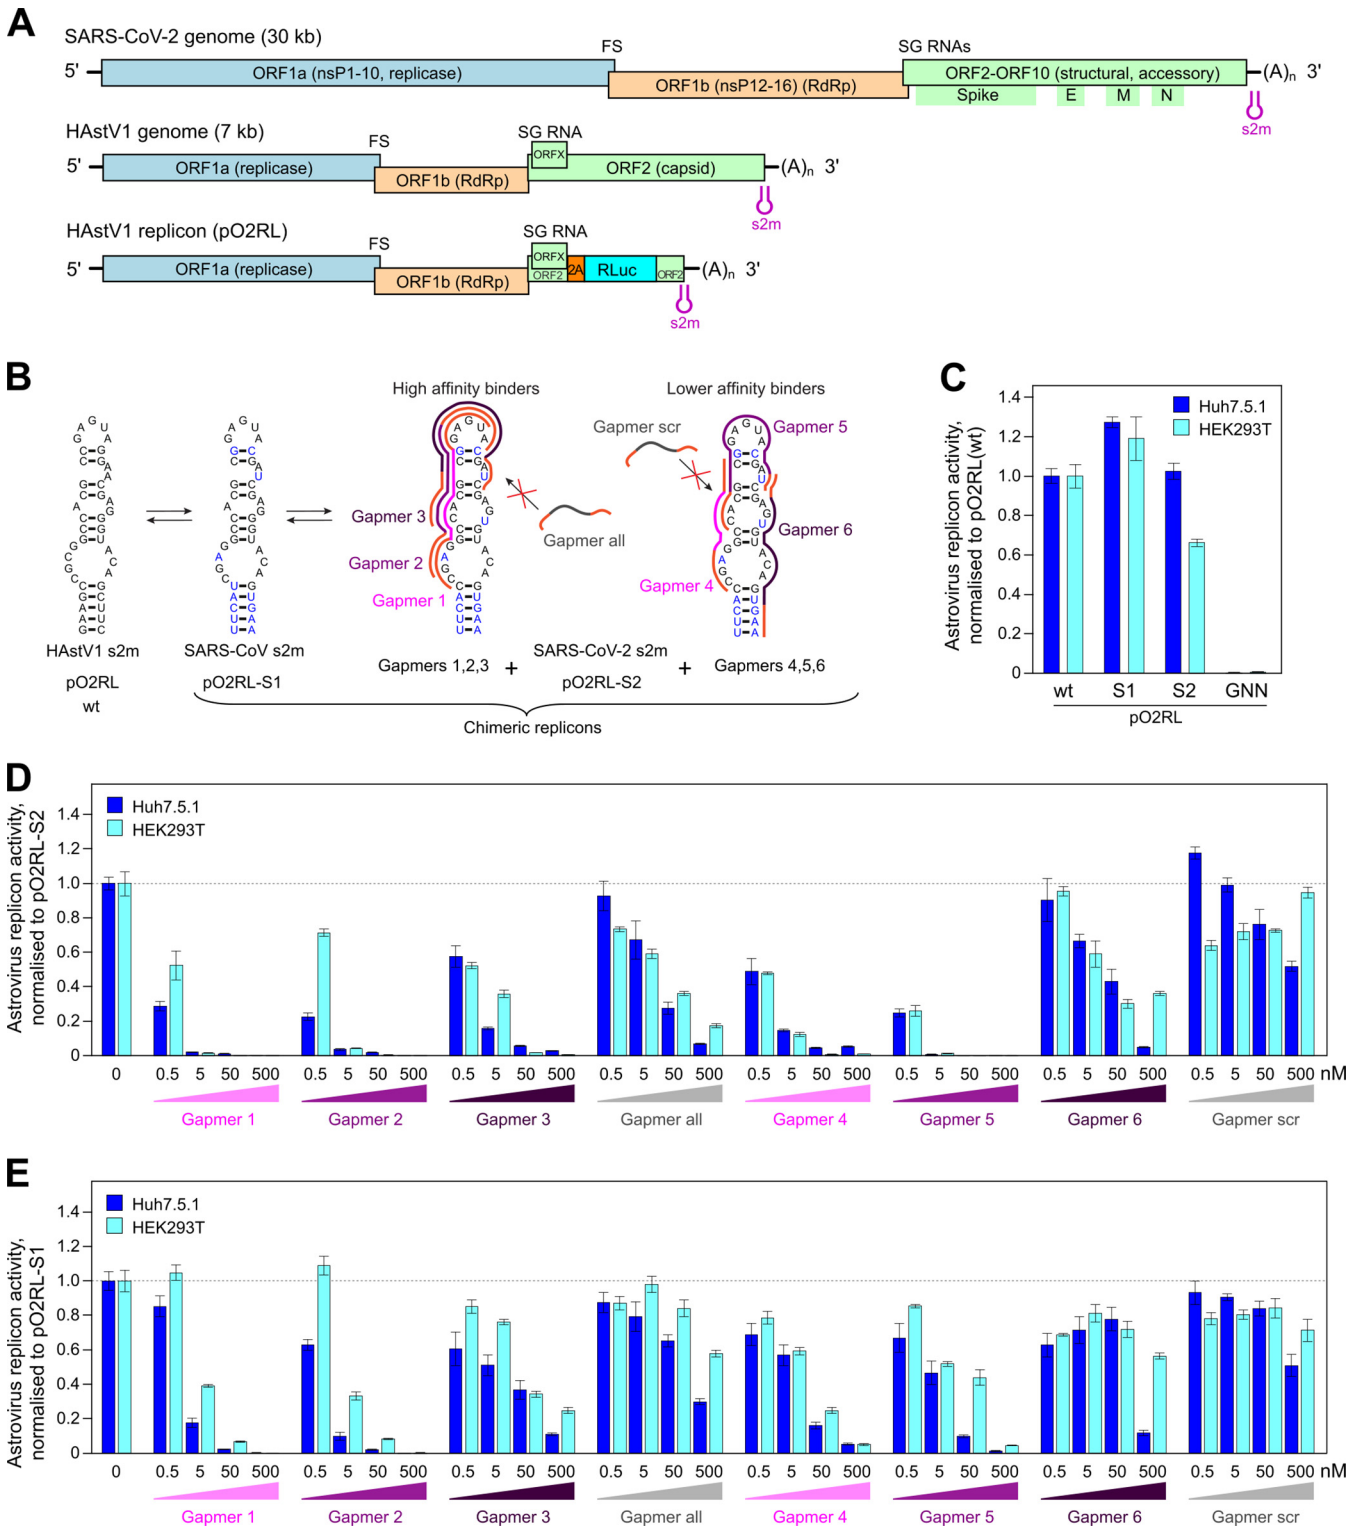 A
SARS-CoV-2 genome (30 kb)
FS
SG RNAs
5'
ORF1a (nsP1-10, replicase)
ORF1b (nsP12-16) (RdRp)
ORF2-ORF10 (structural, accessory)
(A)n 3'
Spike
E
M
N
s2m
HAstV1 genome (7 kb)
FS
SG RNA
5'
ORF1a (replicase)
ORF1b (RdRp)
ORFX
ORF2 (capsid)
(A)n 3'
s2m
HAstV1 replicon (pO2RL)
FS
SG RNA
5'
ORF1a (replicase)
ORF1b (RdRp)
ORFX
ORF2
2A
RLuc
ORF2
(A)n 3'
s2m
B
High affinity binders
Lower affinity binders
Gapmer scr
Gapmer 5
Gapmer 3
Gapmer all
Gapmer 6
Gapmer 2
Gapmer 1
Gapmer 4
HAstV1 s2m
SARS-CoV s2m
Gapmers 1,2,3
+
SARS-CoV-2 s2m
+
Gapmers 4,5,6
pO2RL
wt
pO2RL-S1
pO2RL-S2
Chimeric replicons
C
Astrovirus replicon activity,
normalised to pO2RL(wt)
1.4
1.2
1.0
0.8
0.6
0.4
0.2
0
Huh7.5.1
HEK293T
wt S1 S2 GNN
pO2RL
D
Astrovirus replicon activity,
normalised to pO2RL-S2
1.4
1.2
1.0
0.8
0.6
0.4
0.2
0
Huh7.5.1
HEK293T
0 0.5 5 50 500 0.5 5 50 500 0.5 5 50 500 0.5 5 50 500 0.5 5 50 500 0.5 5 50 500 0.5 5 50 500 0.5 5 50 500 nM
Gapmer 1 Gapmer 2 Gapmer 3 Gapmer all Gapmer 4 Gapmer 5 Gapmer 6 Gapmer scr
E
Astrovirus replicon activity,
normalised to pO2RL-S1
1.4
1.2
1.0
0.8
0.6
0.4
0.2
0
Huh7.5.1
HEK293T
0 0.5 5 50 500 0.5 5 50 500 0.5 5 50 500 0.5 5 50 500 0.5 5 50 500 0.5 5 50 500 0.5 5 50 500 0.5 5 50 500 nM
Gapmer 1 Gapmer 2 Gapmer 3 Gapmer all Gapmer 4 Gapmer 5 Gapmer 6 Gapmer scr